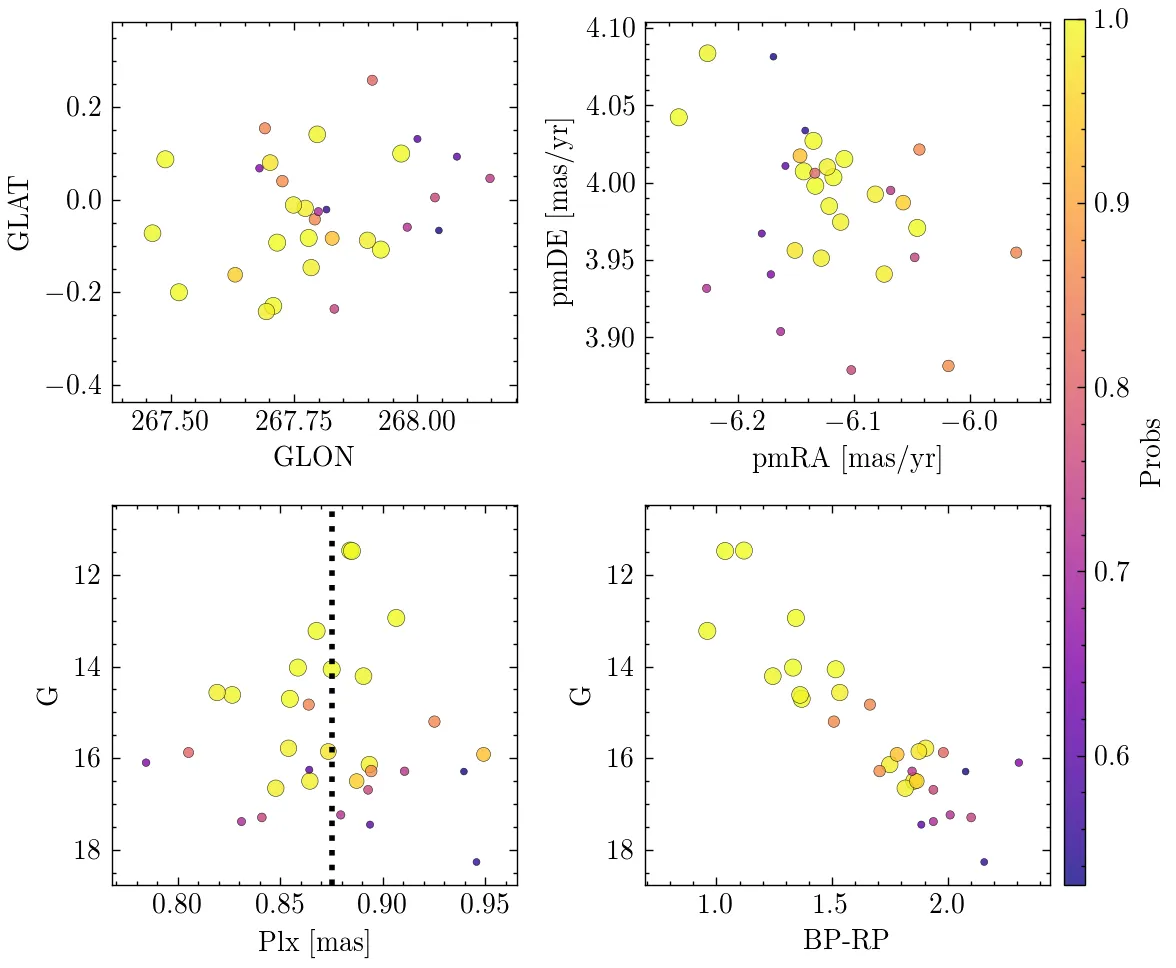 0.2
0.0
−0.2
−0.4
GLAT
267.50 267.75 268.00
GLON
4.10
4.05
4.00
3.95
3.90
pmDE [mas/yr]
−6.2 −6.1 −6.0
pmRA [mas/yr]
1.0
0.9
0.8
0.7
0.6
Probs
12
14
16
18
G
0.80 0.85 0.90 0.95
Plx [mas]
12
14
16
18
G
1.0 1.5 2.0
BP-RP